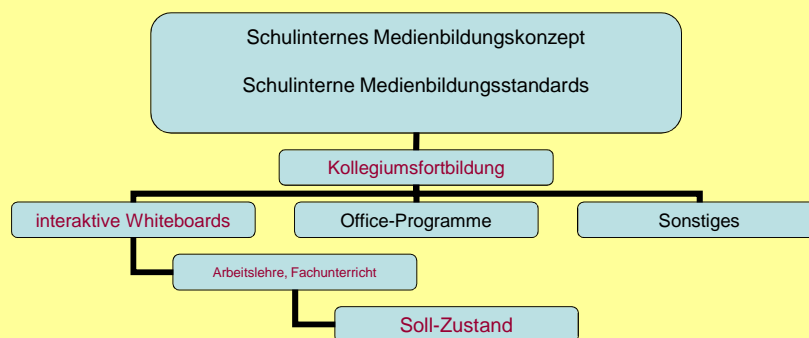 Schulinternes Medienbildungskonzept
Schulinterne Medienbildungsstandards
Kollegiumsfortbildung
interaktive Whiteboards
Office-Programme
Sonstiges
Arbeitslehre, Fachunterricht
Soll-Zustand